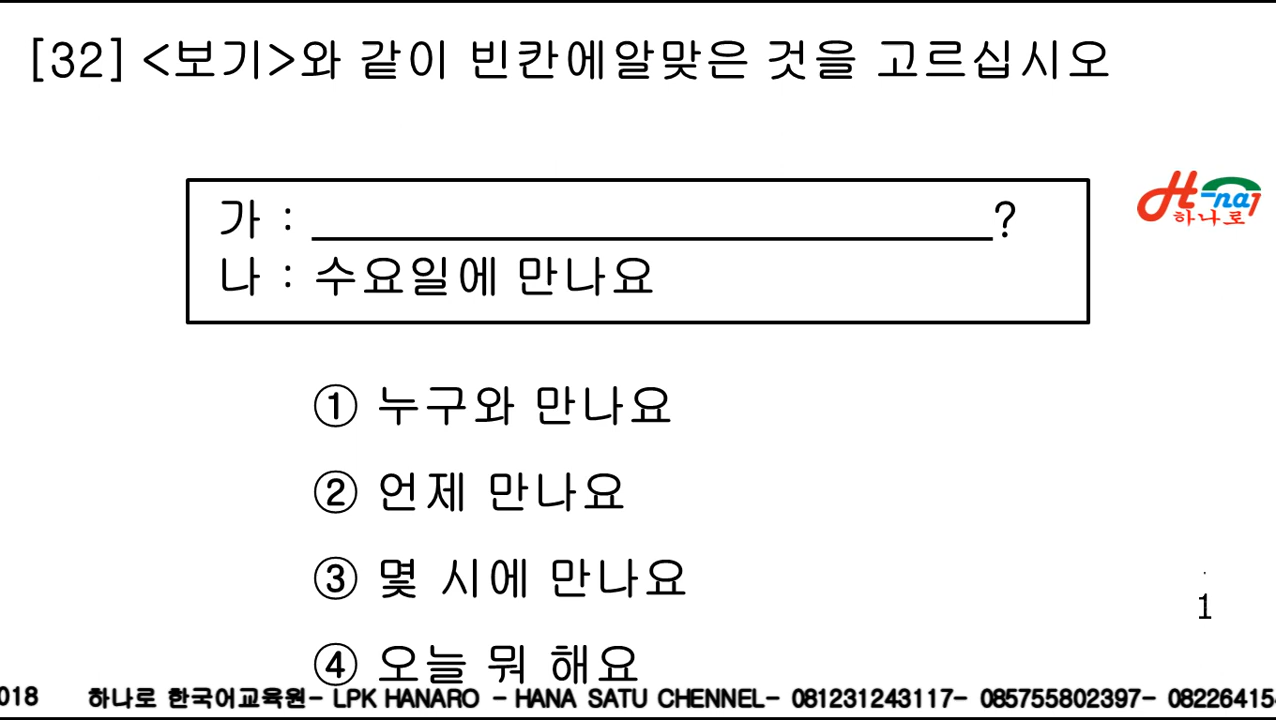 [32] <보기>와 같이 빈칸에알맞은 것을 고르십시오
가 : ?
나 : 수요일에 만나요
H-na
하나로
① 누구와 만나요
② 언제 만나요
③ 몇 시에 만나요
1
④ 오늘 뭐 해요
018 하나로 한국어교육원- LPK HANARO - HANA SATU CHENNEL- 081231243117- 085755802397- 08226415